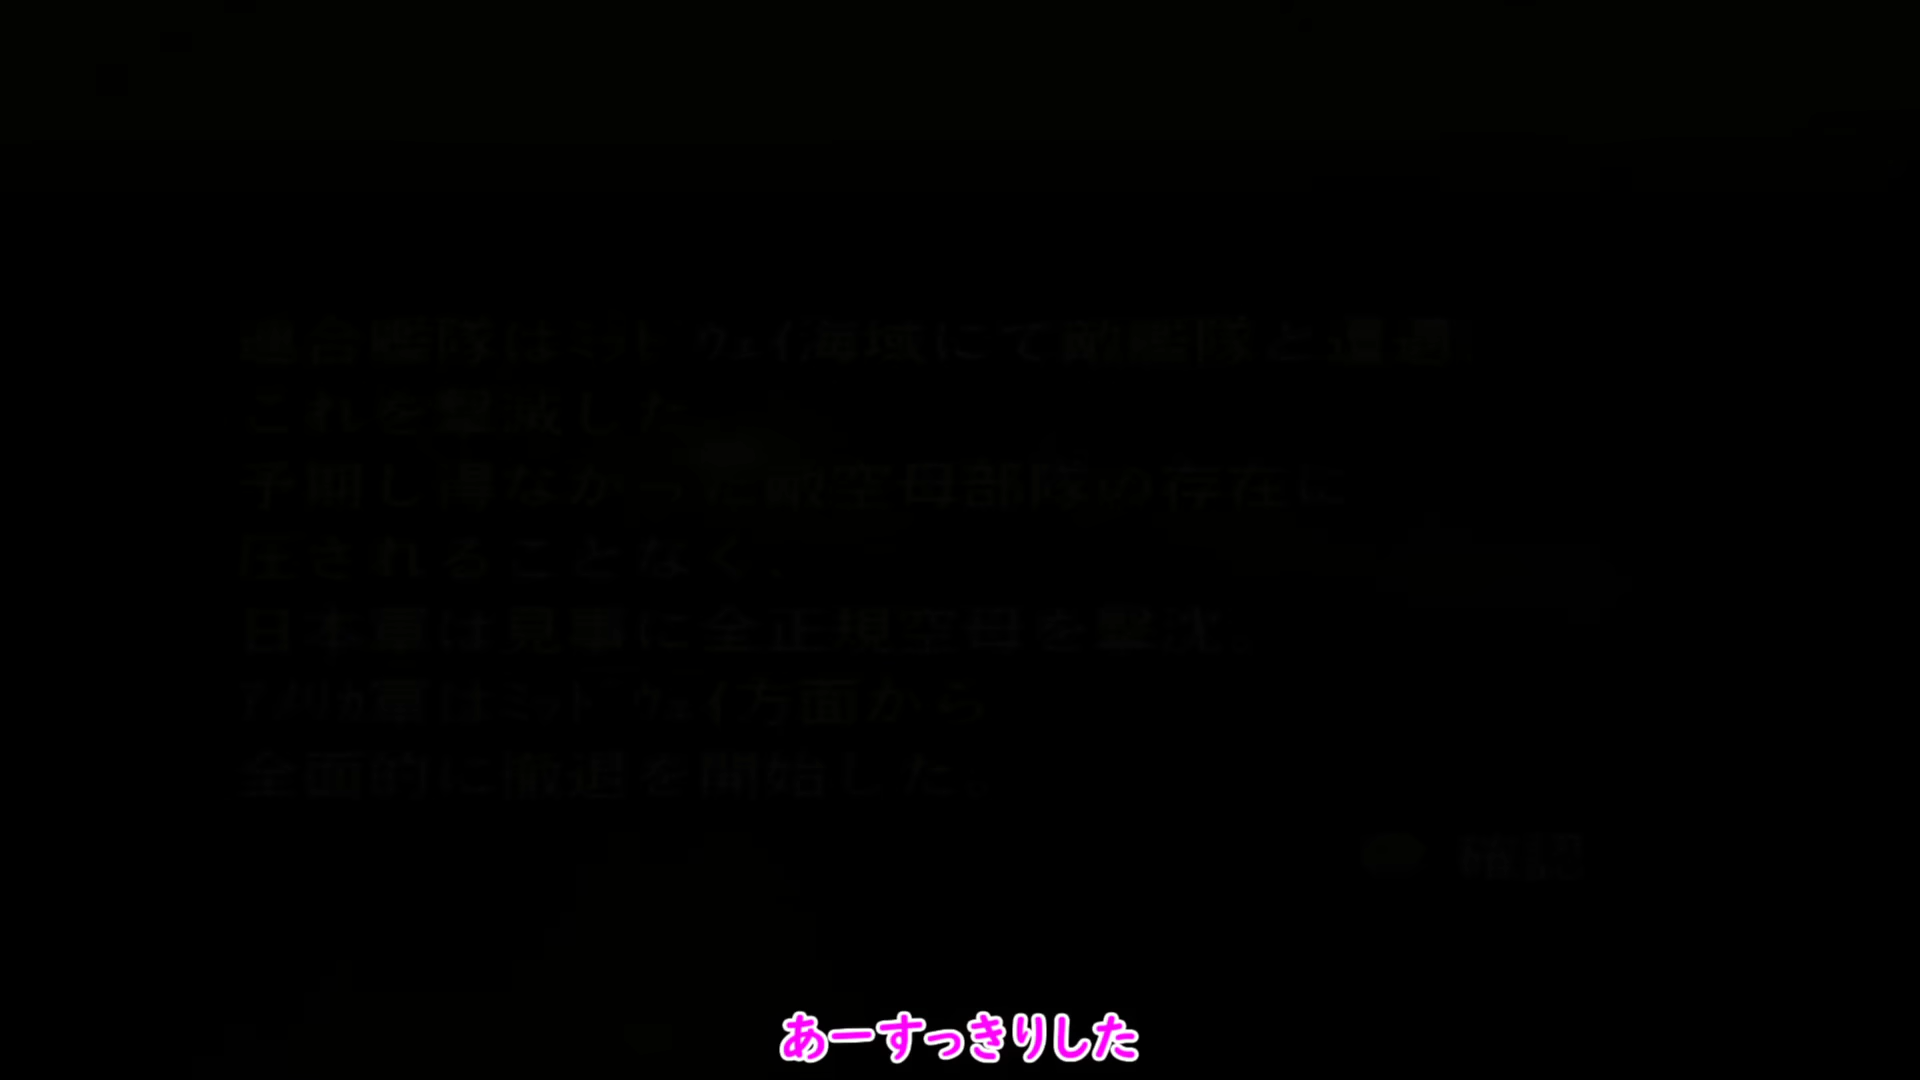 連合艦隊はﾐｯﾄﾞｳｪｲ海域にて敵艦隊と遭遇
これを撃滅した。
予期し得なかった敵空母部隊の存在に
圧されることなく、
日本軍は見事に全正規空母を撃沈。
ｱﾒﾘｶ軍はﾐｯﾄﾞｳｪｲ方面から
全面的に撤退を開始した。
確認
あーすっきりした